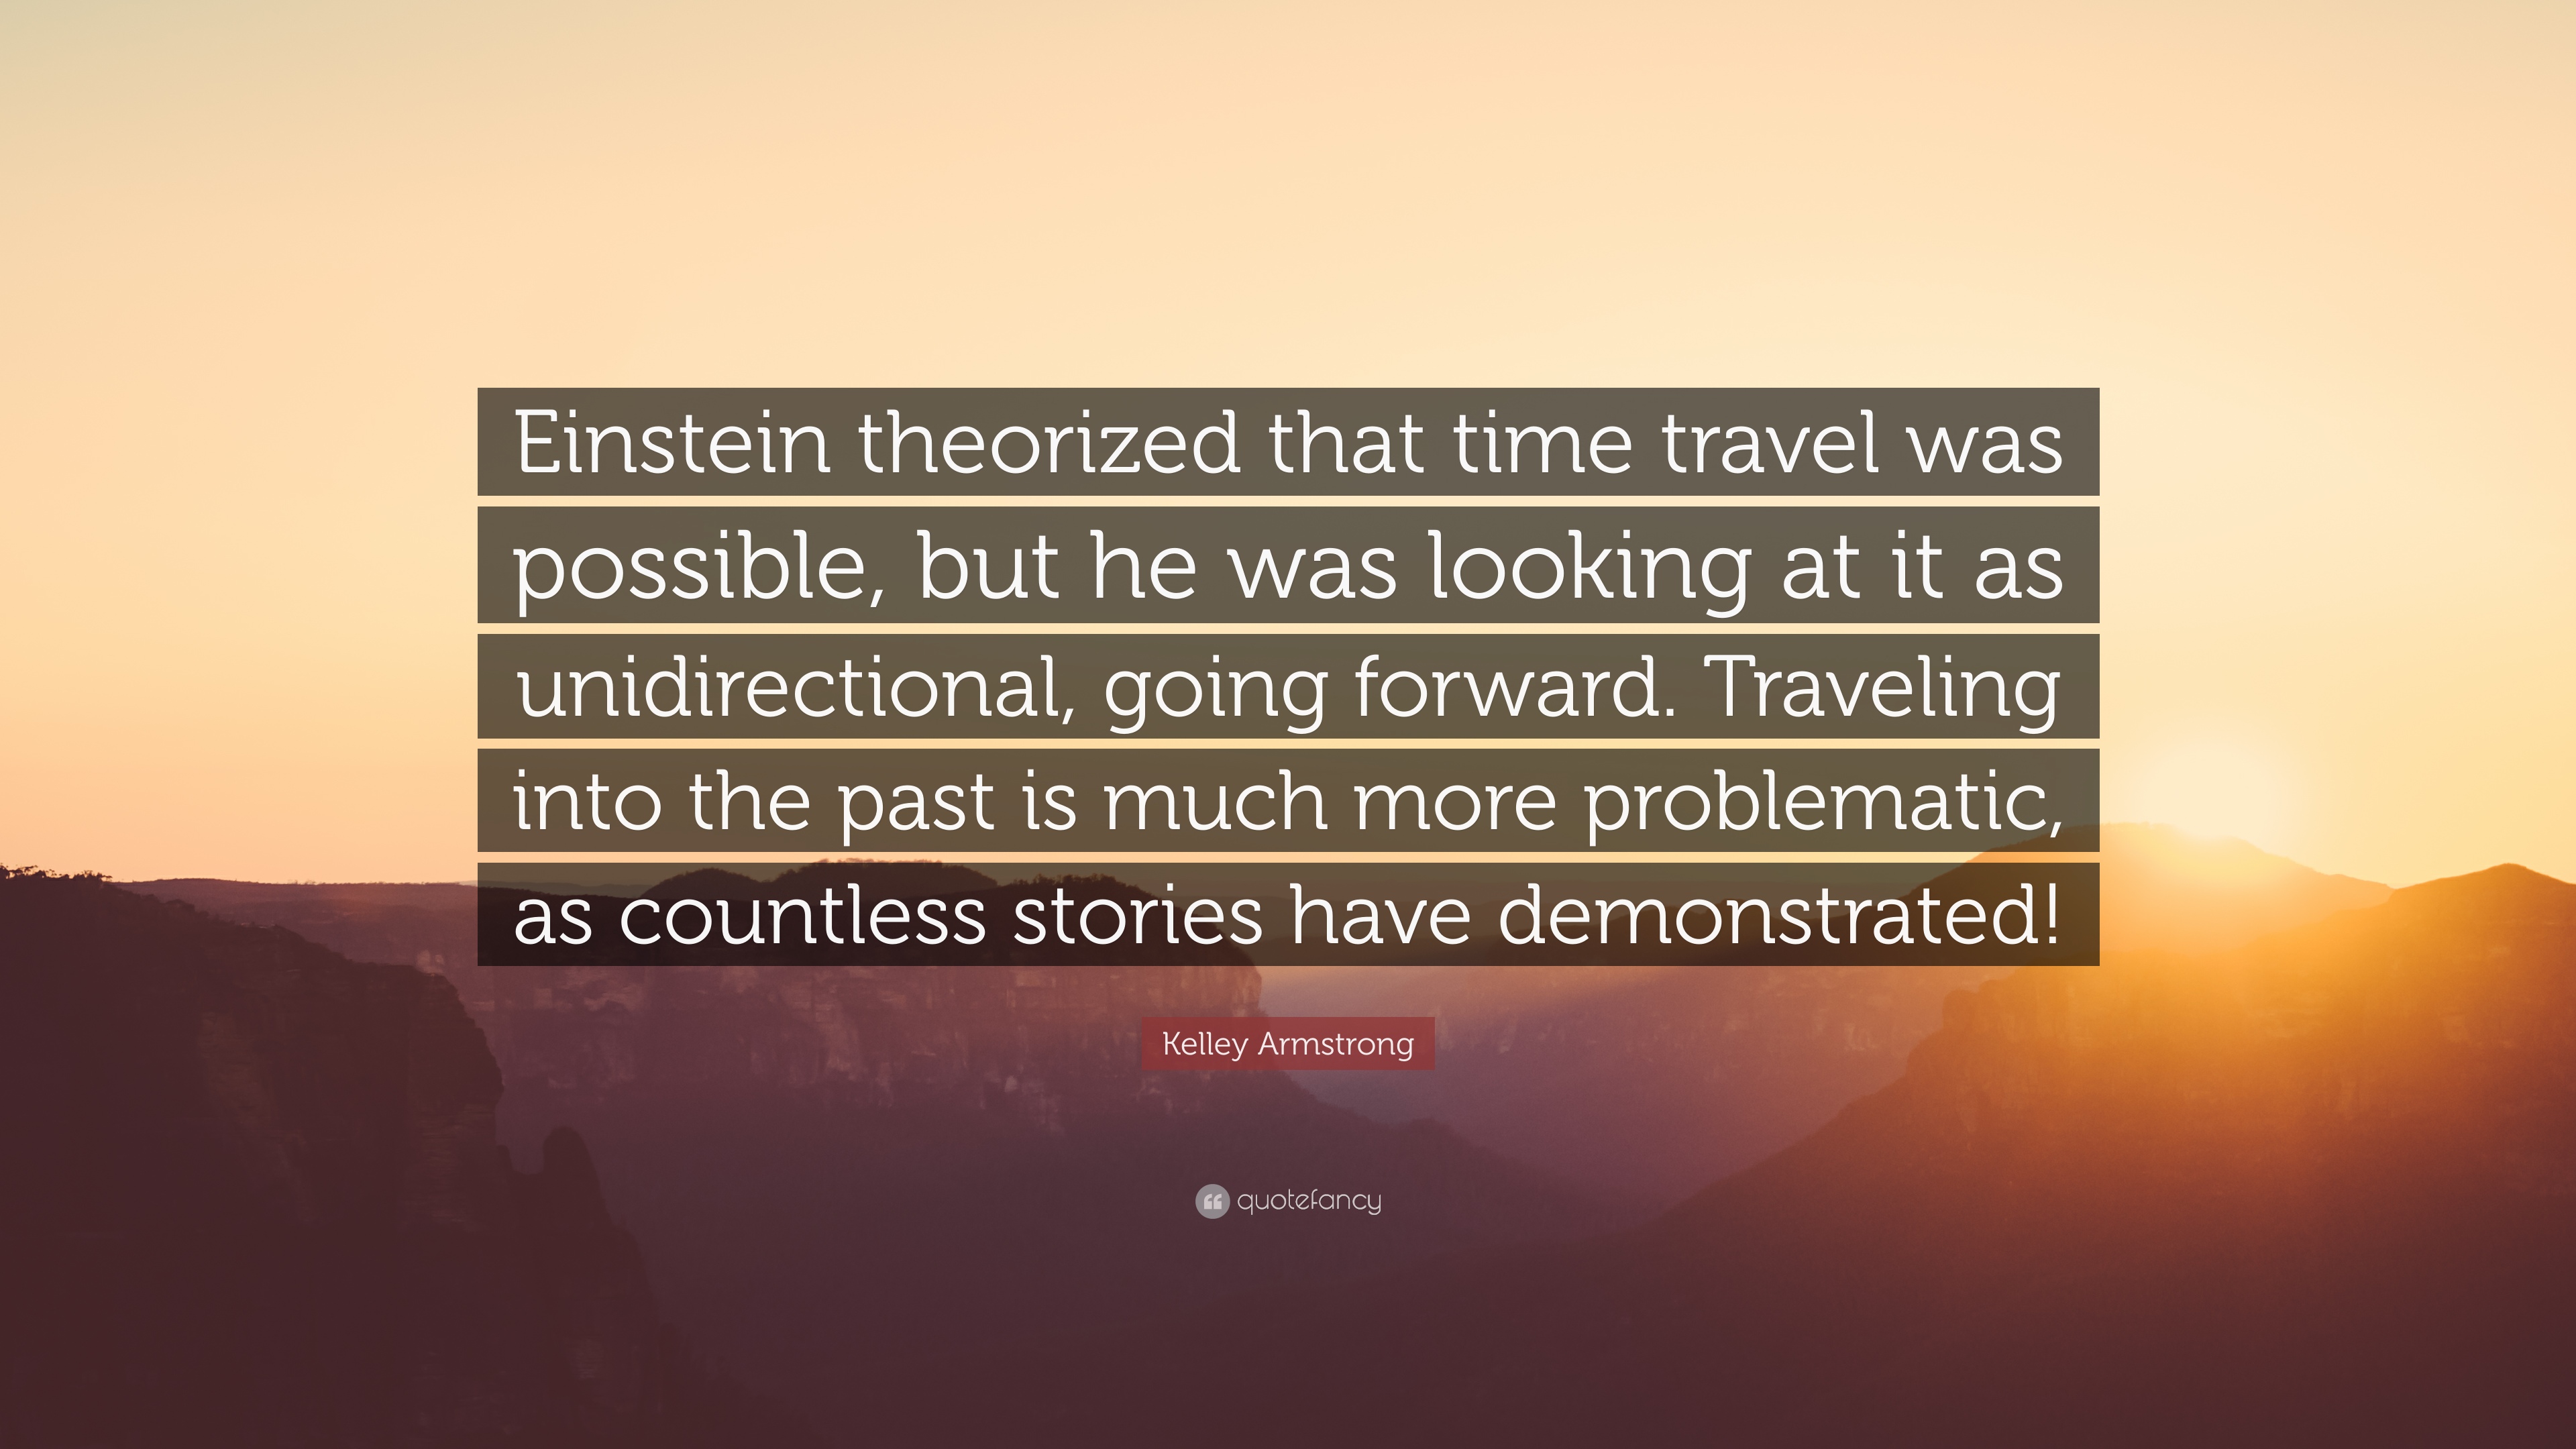 Einstein theorized that time travel was
possible, but he was looking at it as
unidirectional, going forward. Traveling
into the past is much more problematic,
as countless stories have demonstrated!
Kelley Armstrong
quotefancy